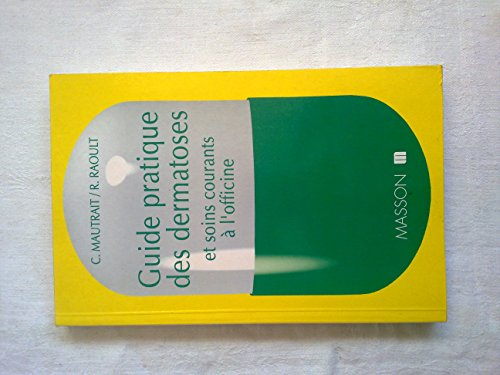 C. MAUTRAIT / R. RAOULT
Guide pratique
des dermatoses
et soins courants
à l'officine
MASSON